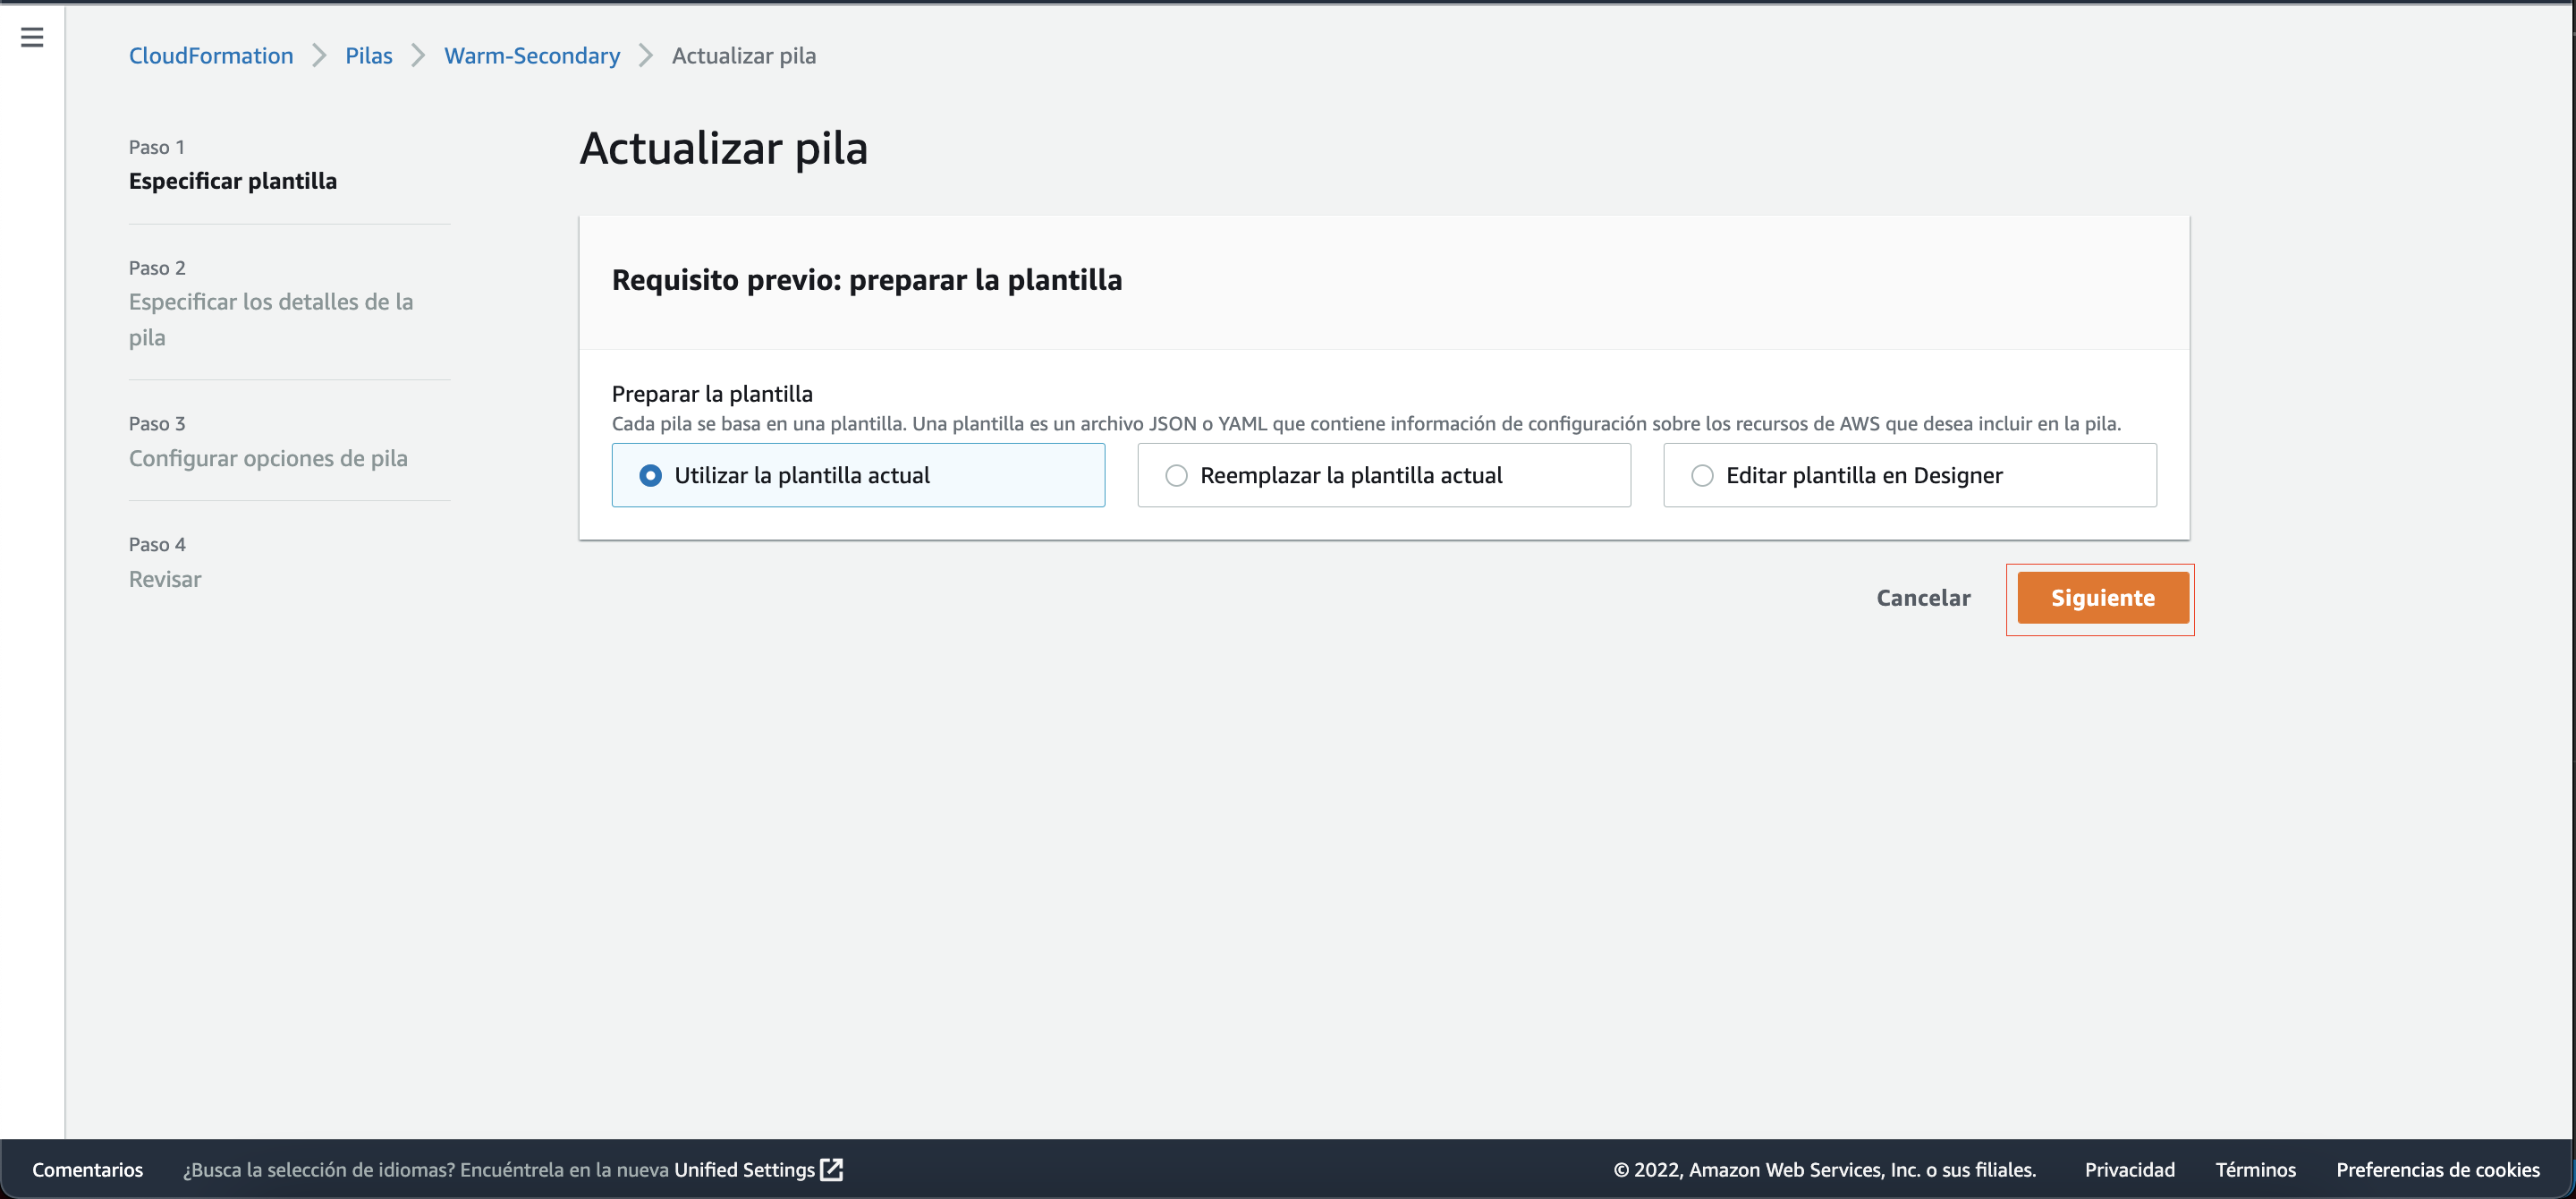 CloudFormation > Pilas > Warm-Secondary > Actualizar pila
Paso 1
Especificar plantilla
Paso 2
Especificar los detalles de la
pila
Paso 3
Configurar opciones de pila
Paso 4
Revisar
Actualizar pila
Requisito previo: preparar la plantilla
Preparar la plantilla
Cada pila se basa en una plantilla. Una plantilla es un archivo JSON o YAML que contiene información de configuración sobre los recursos de AWS que desea incluir en la pila.
Utilizar la plantilla actual
Reemplazar la plantilla actual
Editar plantilla en Designer
Cancelar
Siguiente
Comentarios
¿Busca la selección de idiomas? Encuéntrela en la nueva Unified Settings
© 2022, Amazon Web Services, Inc. o sus filiales.
Privacidad
Términos
Preferencias de cookies